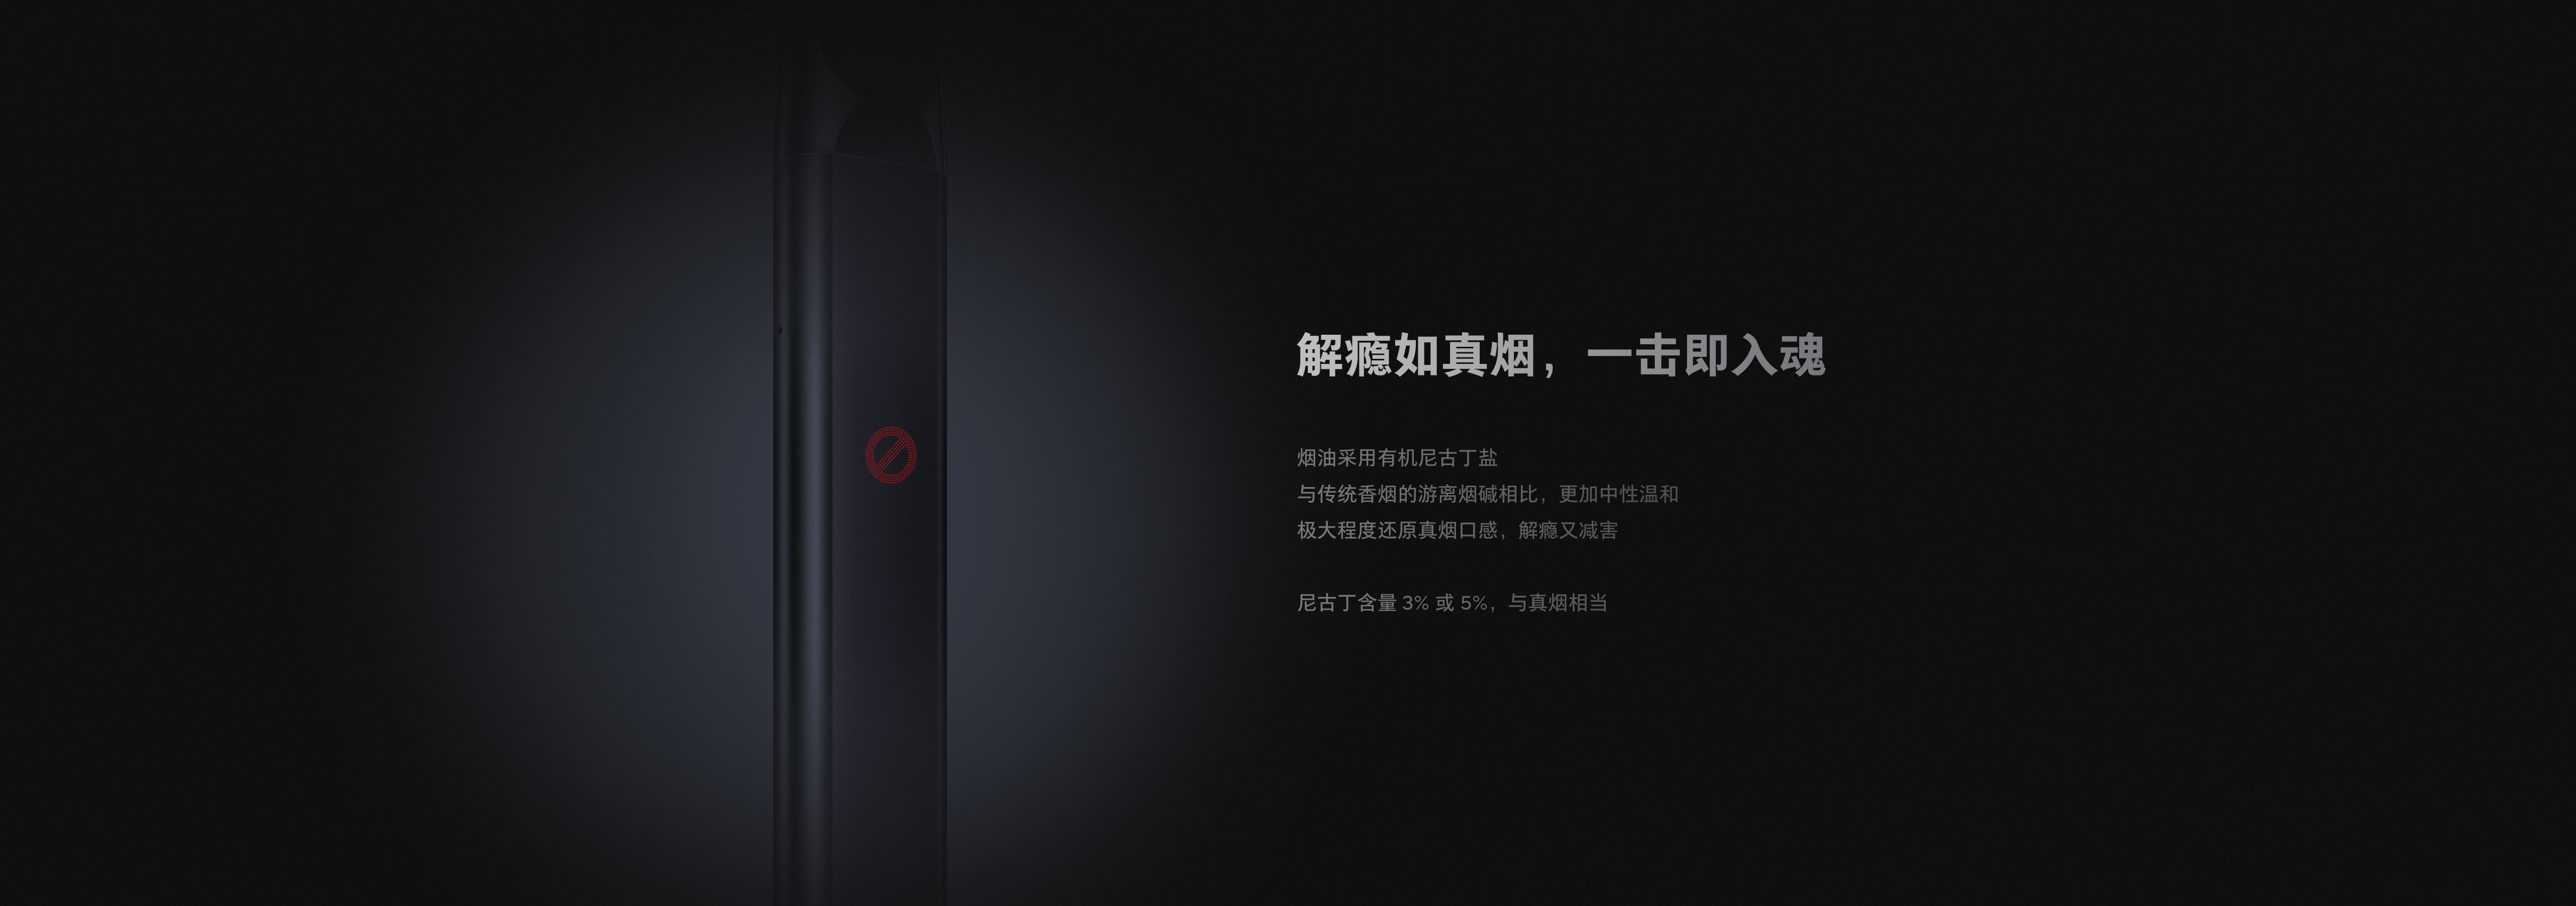 解瘾如真烟，一击即入魂
烟油采用有机尼古丁盐
与传统香烟的游离烟碱相比，更加中性温和
极大程度还原真烟口感，解瘾又减害
尼古丁含量 3% 或 5%，与真烟相当